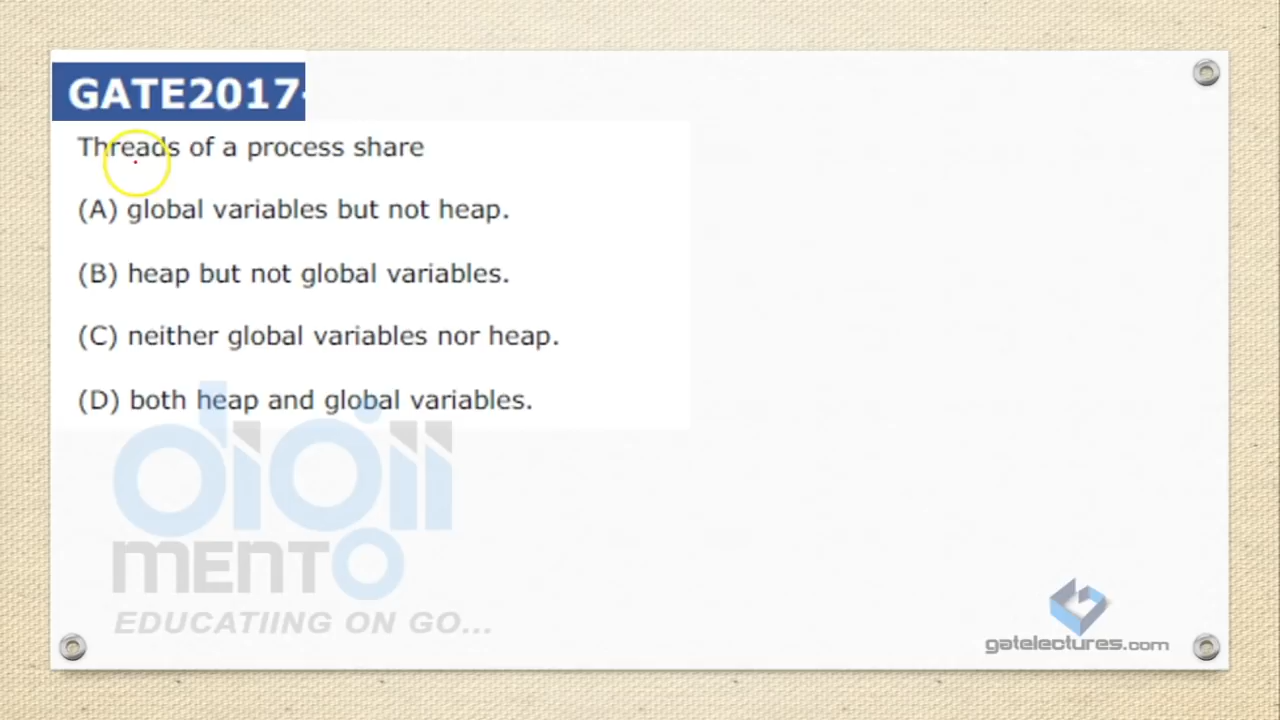 GATE2017-
Threads of a process share
(A) global variables but not heap.
(B) heap but not global variables.
(C) neither global variables nor heap.
(D) both heap and global variables.
DIGII
MENTO
EDUCATIING ON GO...
gatelectures.com